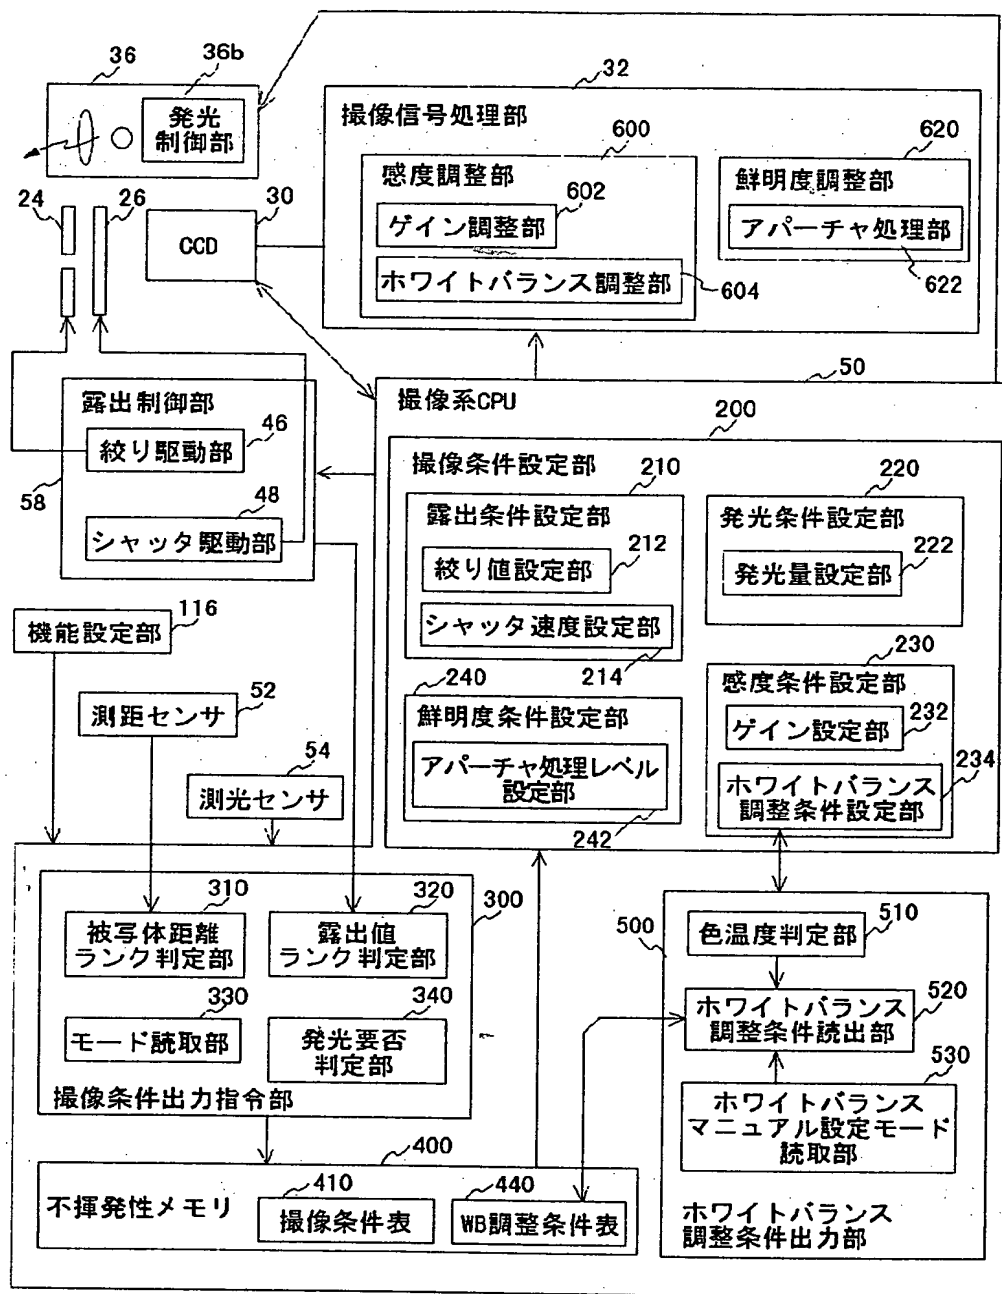 36
36b
発光
制御部
32
撮像信号処理部
600
感度調整部
602
ゲイン調整部
ホワイトバランス調整部
604
620
鮮明度調整部
アパーチャ処理部
622
24
26
30
CCD
50
撮像系CPU
露出制御部
46
絞り駆動部
58
48
シャッタ駆動部
200
撮像条件設定部
210
露出条件設定部
212
絞り値設定部
シャッタ速度設定部
214
220
発光条件設定部
222
発光量設定部
116
機能設定部
52
測距センサ
54
測光センサ
240
鮮明度条件設定部
アパーチャ処理レベル
設定部
242
230
感度条件設定部
ゲイン設定部
232
234
ホワイトバランス
調整条件設定部
300
310
被写体距離
ランク判定部
320
露出値
ランク判定部
330
モード読取部
340
発光要否
判定部
撮像条件出力指令部
500
510
色温度判定部
ホワイトバランス
調整条件読出部
520
530
ホワイトバランス
マニュアル設定モード
読取部
ホワイトバランス
調整条件出力部
400
不揮発性メモリ
410
撮像条件表
440
WB調整条件表